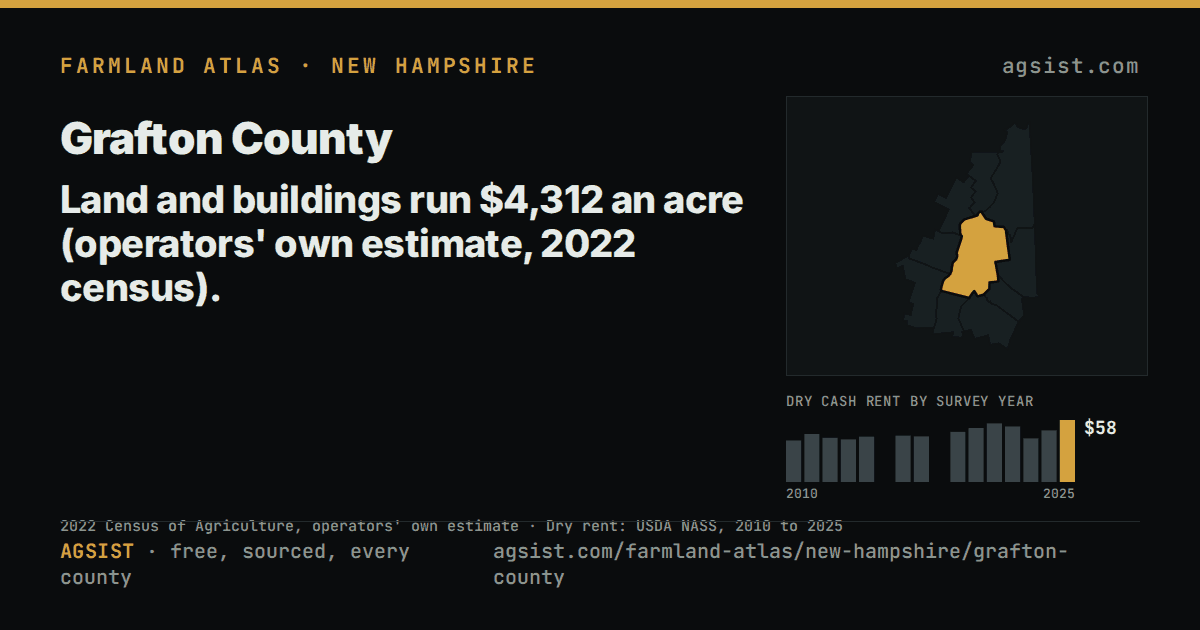 FARMLAND ATLAS · NEW HAMPSHIRE
agsist.com
Grafton County
Land and buildings run $4,312 an acre
(operators' own estimate, 2022
census).
DRY CASH RENT BY SURVEY YEAR
$58
2010
2025
2022 Census of Agriculture, operators' own estimate · Dry rent: USDA NASS, 2010 to 2025
AGSIST · free, sourced, every
county
agsist.com/farmland-atlas/new-hampshire/grafton-
county